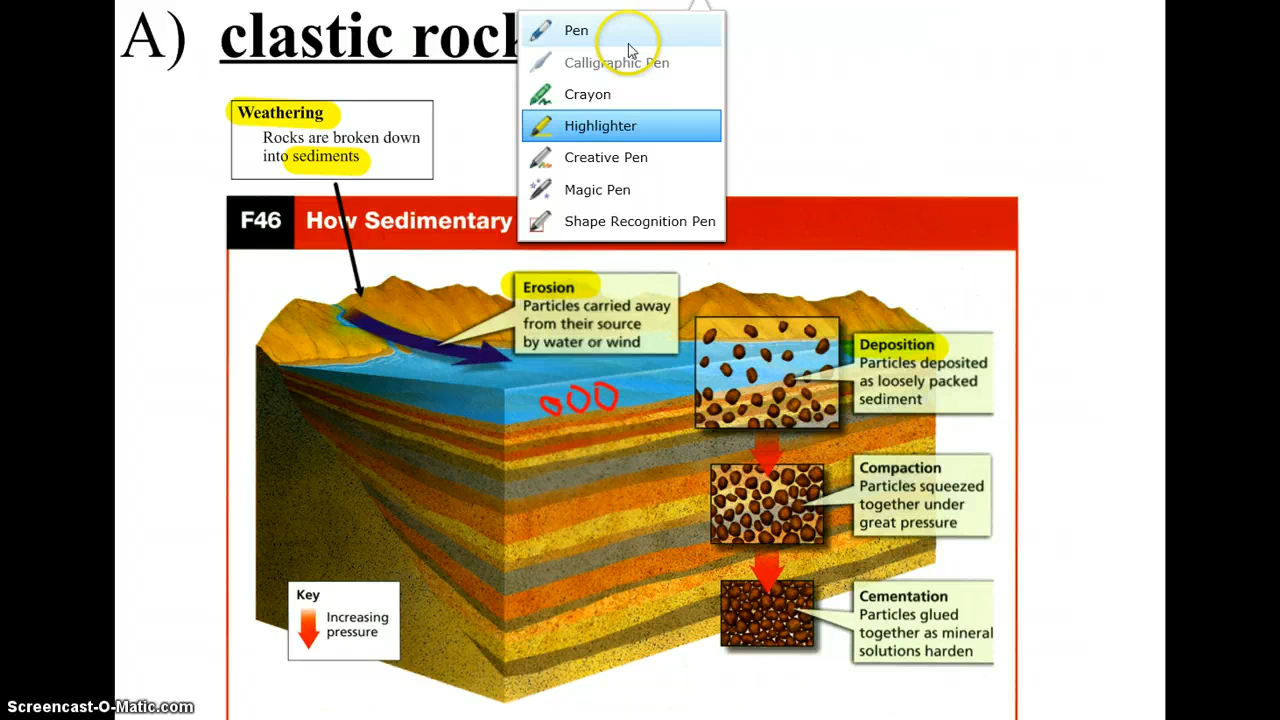 A) clastic rock
Pen
Calligraphic Pen
Crayon
Highlighter
Creative Pen
Magic Pen
Shape Recognition Pen
Weathering
Rocks are broken down
into sediments
F46 How Sedimentary
Erosion
Particles carried away
from their source
by water or wind
Deposition
Particles deposited
as loosely packed
sediment
Compaction
Particles squeezed
together under
great pressure
Cementation
Particles glued
together as mineral
solutions harden
Key
Increasing
pressure
Screencast-O-Matic.com